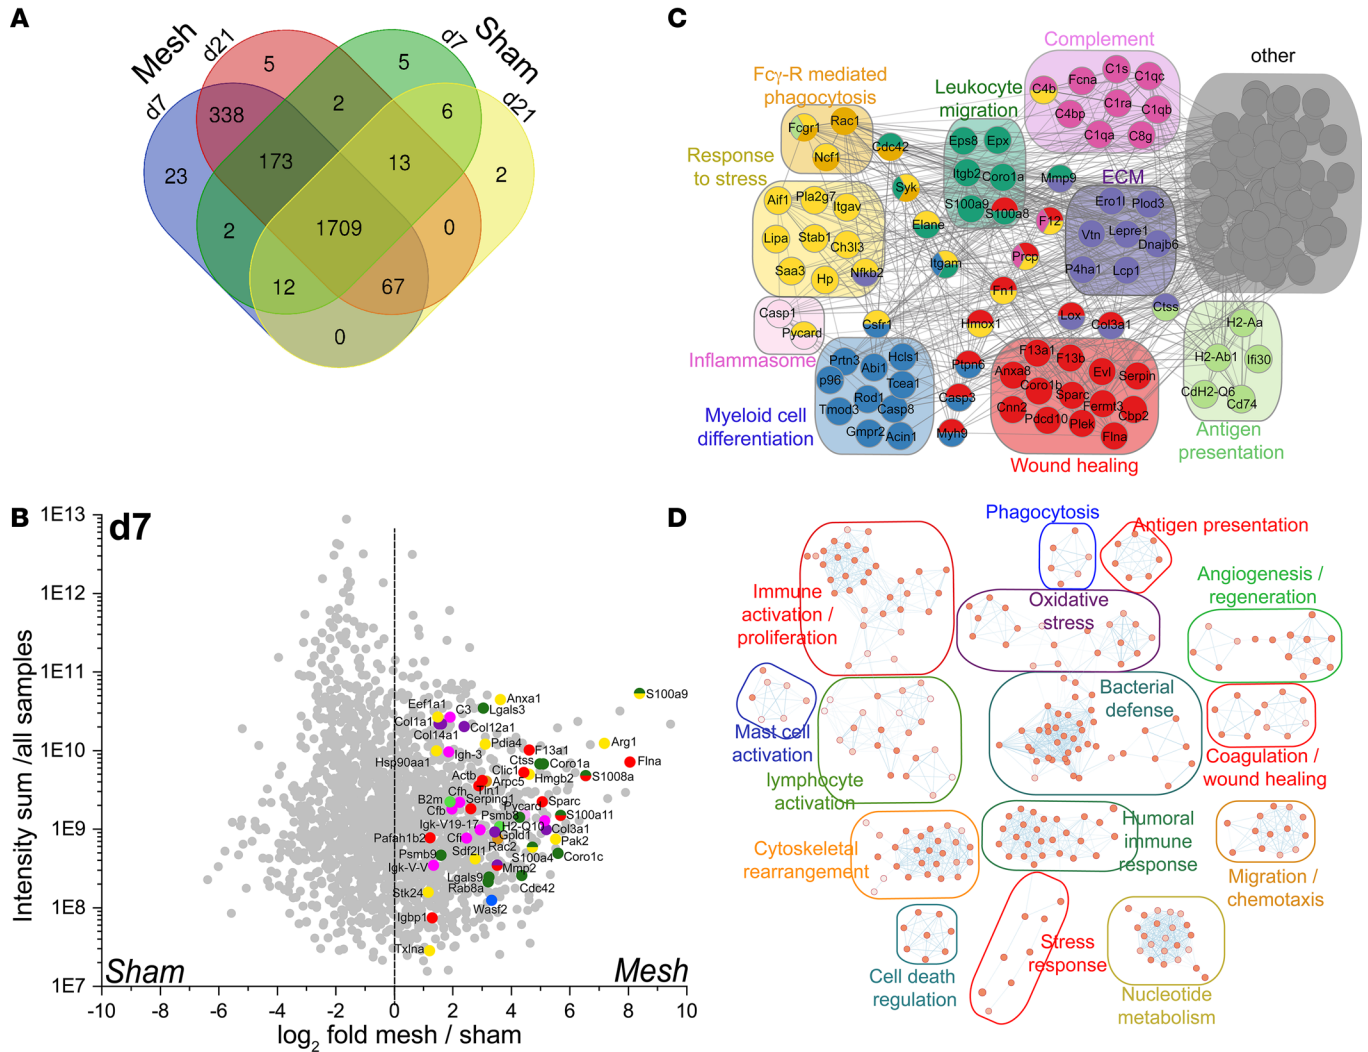 A
Mesh
d7
d21
d7
Sham
d21
5
5
338
2
6
23
173
13
2
2
1709
0
12
67
0
C
Complement
other
Fcγ-R mediated
phagocytosis
Leukocyte
migration
Response
to stress
ECM
Inflammasome
Myeloid cell
differentiation
Wound healing
Antigen
presentation
C4b
Fcna
C1s
C1qc
C4bp
C1ra
C1qb
C1qa
C8g
Fcgr1
Rac1
Ncf1
Cdc42
Syk
Eps8
Epx
Itgb2
Coro1a
S100a9
S100a8
Mmp9
Ero1l
Plod3
Vtn
Lepre1
Dnajb6
P4ha1
Lcp1
Aif1
Pla2g7
Itgav
Lipa
Stab1
Ch3l3
Saa3
Hp
Nfkb2
Elane
Itgam
F12
Prcp
Fn1
Casp1
Pycard
Csfr1
Hmox1
Lox
Col3a1
Ctss
Prtn3
Abi1
Hcls1
p96
Tcea1
Rod1
Tmod3
Casp8
Gmpr2
Acin1
Ptpn6
Casp3
Myh9
F13a1
F13b
Anxa8
Evl
Serpin
Coro1b
Sparc
Cnn2
Fermt3
Cbp2
Pdcd10
Plek
Flna
H2-Aa
H2-Ab1
Ifi30
CdH2-Q6
Cd74
B
d7
Intensity sum /all samples
1E13
1E12
1E11
1E10
1E9
1E8
1E7
Sham
Mesh
-10
-8
-6
-4
-2
0
2
4
6
8
10
log2 fold mesh / sham
S100a9
Anxa1
Eef1a1
C3
Lgals3
Col1a1
Col12a1
Col14a1
Pdia4
Arg1
Igh-3
F13a1
Hsp90aa1
Ctss
Coro1a
Flna
Clic1
Hmgb2
S1008a
Actb
Arpc5
Tln1
Cfh
B2m
Serping1
Pycard
Sparc
Cfb
Psmb8
S100a11
Igk-V19-17
H2-Q10
Col3a1
Pafah1b2
Cfi
Gpld1
Pak2
Rac2
Psmb9
Sdf2l1
S100a4
Coro1c
Igk-V-V
Mmp2
Lgals9
Rab8a
Cdc42
Stk24
Wasf2
Igbp1
Txlna
D
Phagocytosis
Antigen presentation
Immune
activation /
proliferation
Oxidative
stress
Angiogenesis /
regeneration
Mast cell
activation
Bacterial
defense
lymphocyte
activation
Coagulation /
wound healing
Cytoskeletal
rearrangement
Humoral
immune
response
Migration /
chemotaxis
Cell death
regulation
Stress
response
Nucleotide
metabolism